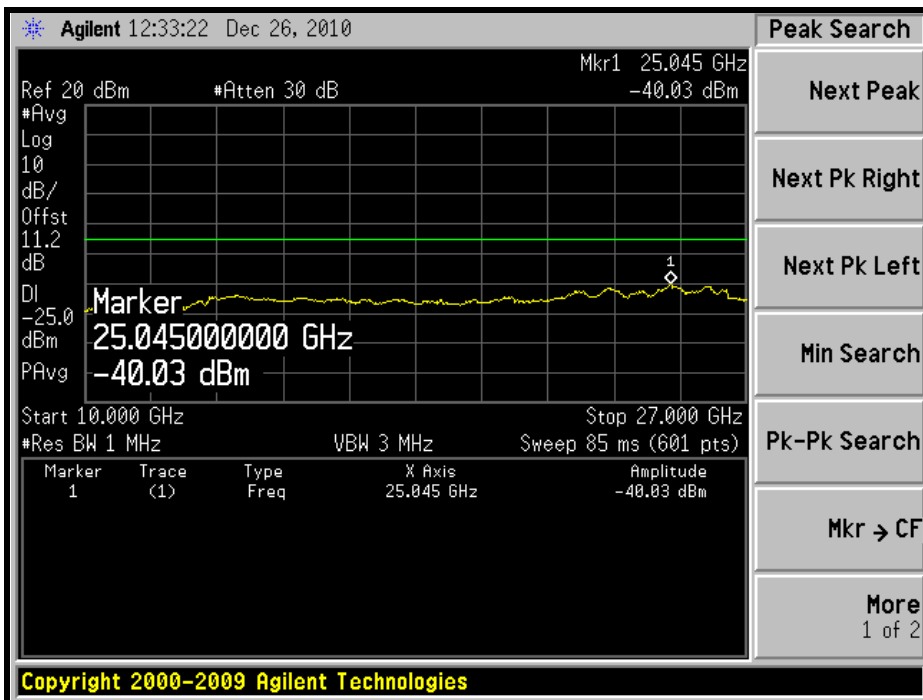 Agilent 12:33:22 Dec 26, 2010
Peak Search
Mkr1 25.045 GHz
Ref 20 dBm #Atten 30 dB -40.03 dBm
#Avg
Log
10
dB/
Offst
11.2
dB
DI
-25.0
dBm
PAvg
1
Marker
25.045000000 GHz
-40.03 dBm
Start 10.000 GHz Stop 27.000 GHz
#Res BW 1 MHz VBW 3 MHz Sweep 85 ms (601 pts)
Marker Trace Type X Axis Amplitude
1 (1) Freq 25.045 GHz -40.03 dBm
Next Peak
Next Pk Right
Next Pk Left
Min Search
Pk-Pk Search
Mkr → CF
More
1 of 2
Copyright 2000-2009 Agilent Technologies